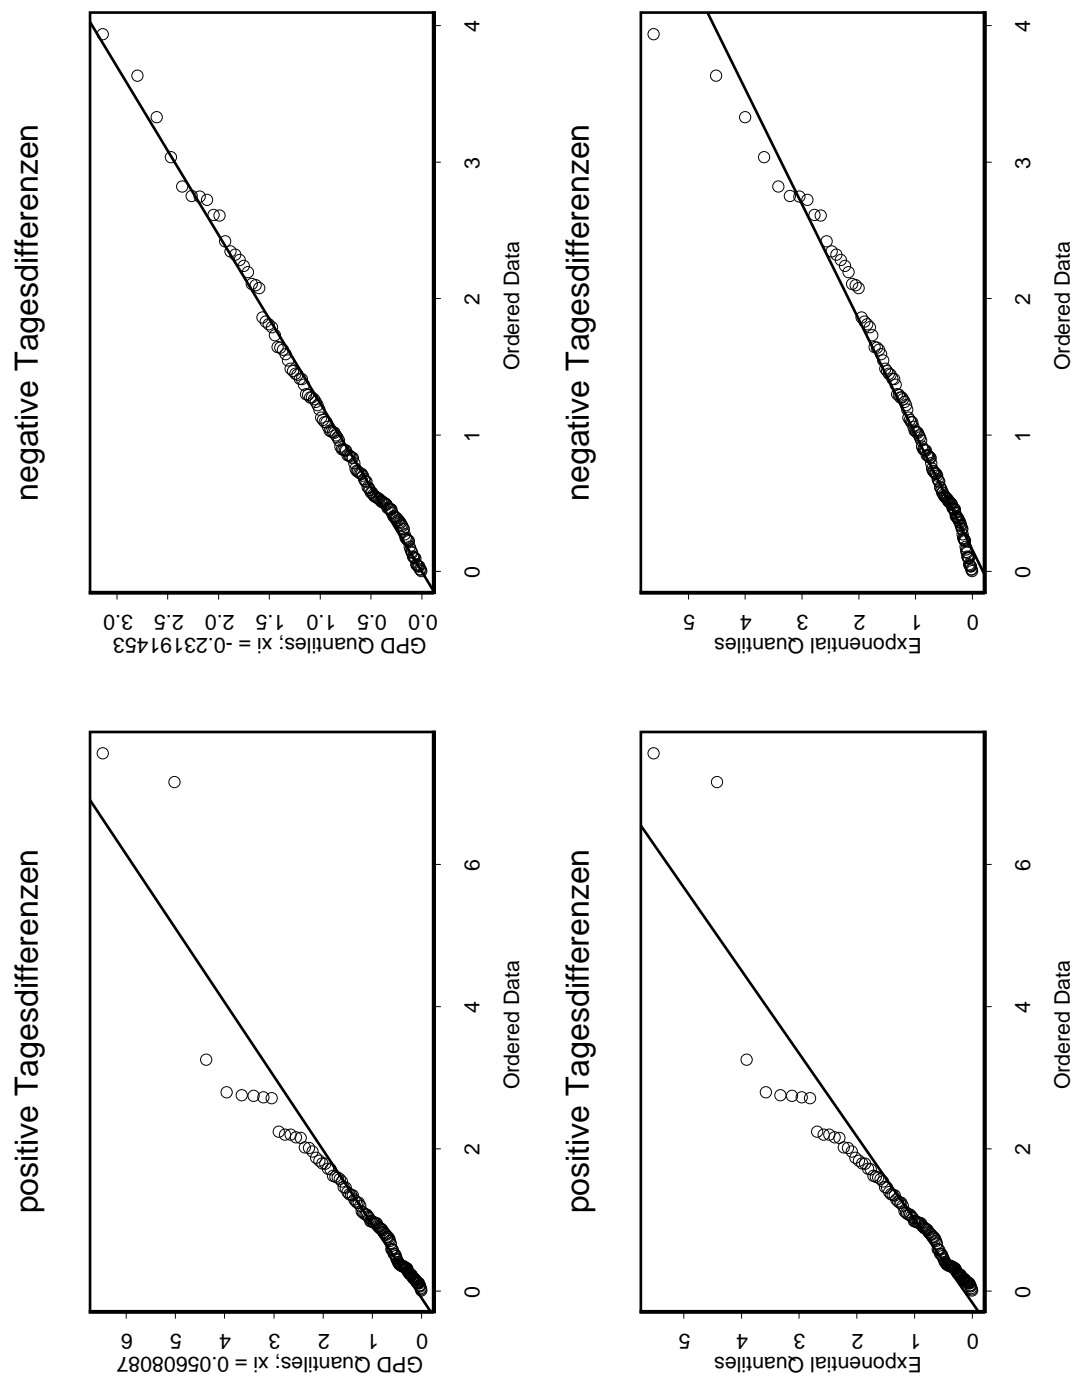 positive Tagesdifferenzen
GPD Quantiles; xi = 0.05608087
0 1 2 3 4 5 6
0 2 4 6
Ordered Data
negative Tagesdifferenzen
GPD Quantiles; xi = -0.23191453
0.0 0.5 1.0 1.5 2.0 2.5 3.0
0 1 2 3 4
Ordered Data
positive Tagesdifferenzen
Exponential Quantiles
0 1 2 3 4 5
0 2 4 6
Ordered Data
negative Tagesdifferenzen
Exponential Quantiles
0 1 2 3 4 5
0 1 2 3 4
Ordered Data